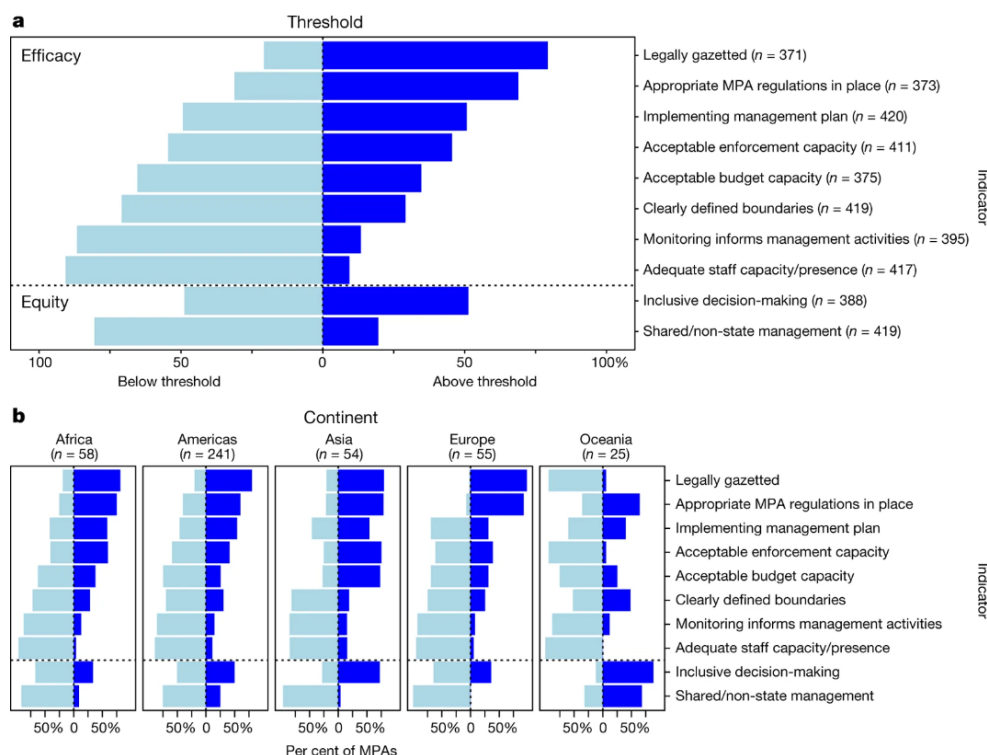 a
Threshold
Efficacy
Legally gazetted (n = 371)
Appropriate MPA regulations in place (n = 373)
Implementing management plan (n = 420)
Acceptable enforcement capacity (n = 411)
Acceptable budget capacity (n = 375)
Clearly defined boundaries (n = 419)
Monitoring informs management activities (n = 395)
Adequate staff capacity/presence (n = 417)
Equity
Inclusive decision-making (n = 388)
Shared/non-state management (n = 419)
Indicator
100 50 0 50 100%
Below threshold Above threshold
b
Continent
Africa Americas Asia Europe Oceania
(n = 58) (n = 241) (n = 54) (n = 55) (n = 25)
Legally gazetted
Appropriate MPA regulations in place
Implementing management plan
Acceptable enforcement capacity
Acceptable budget capacity
Clearly defined boundaries
Monitoring informs management activities
Adequate staff capacity/presence
Inclusive decision-making
Shared/non-state management
Indicator
50% 0 50% 50% 0 50% 50% 0 50% 50% 0 50% 50% 0 50%
Per cent of MPAs